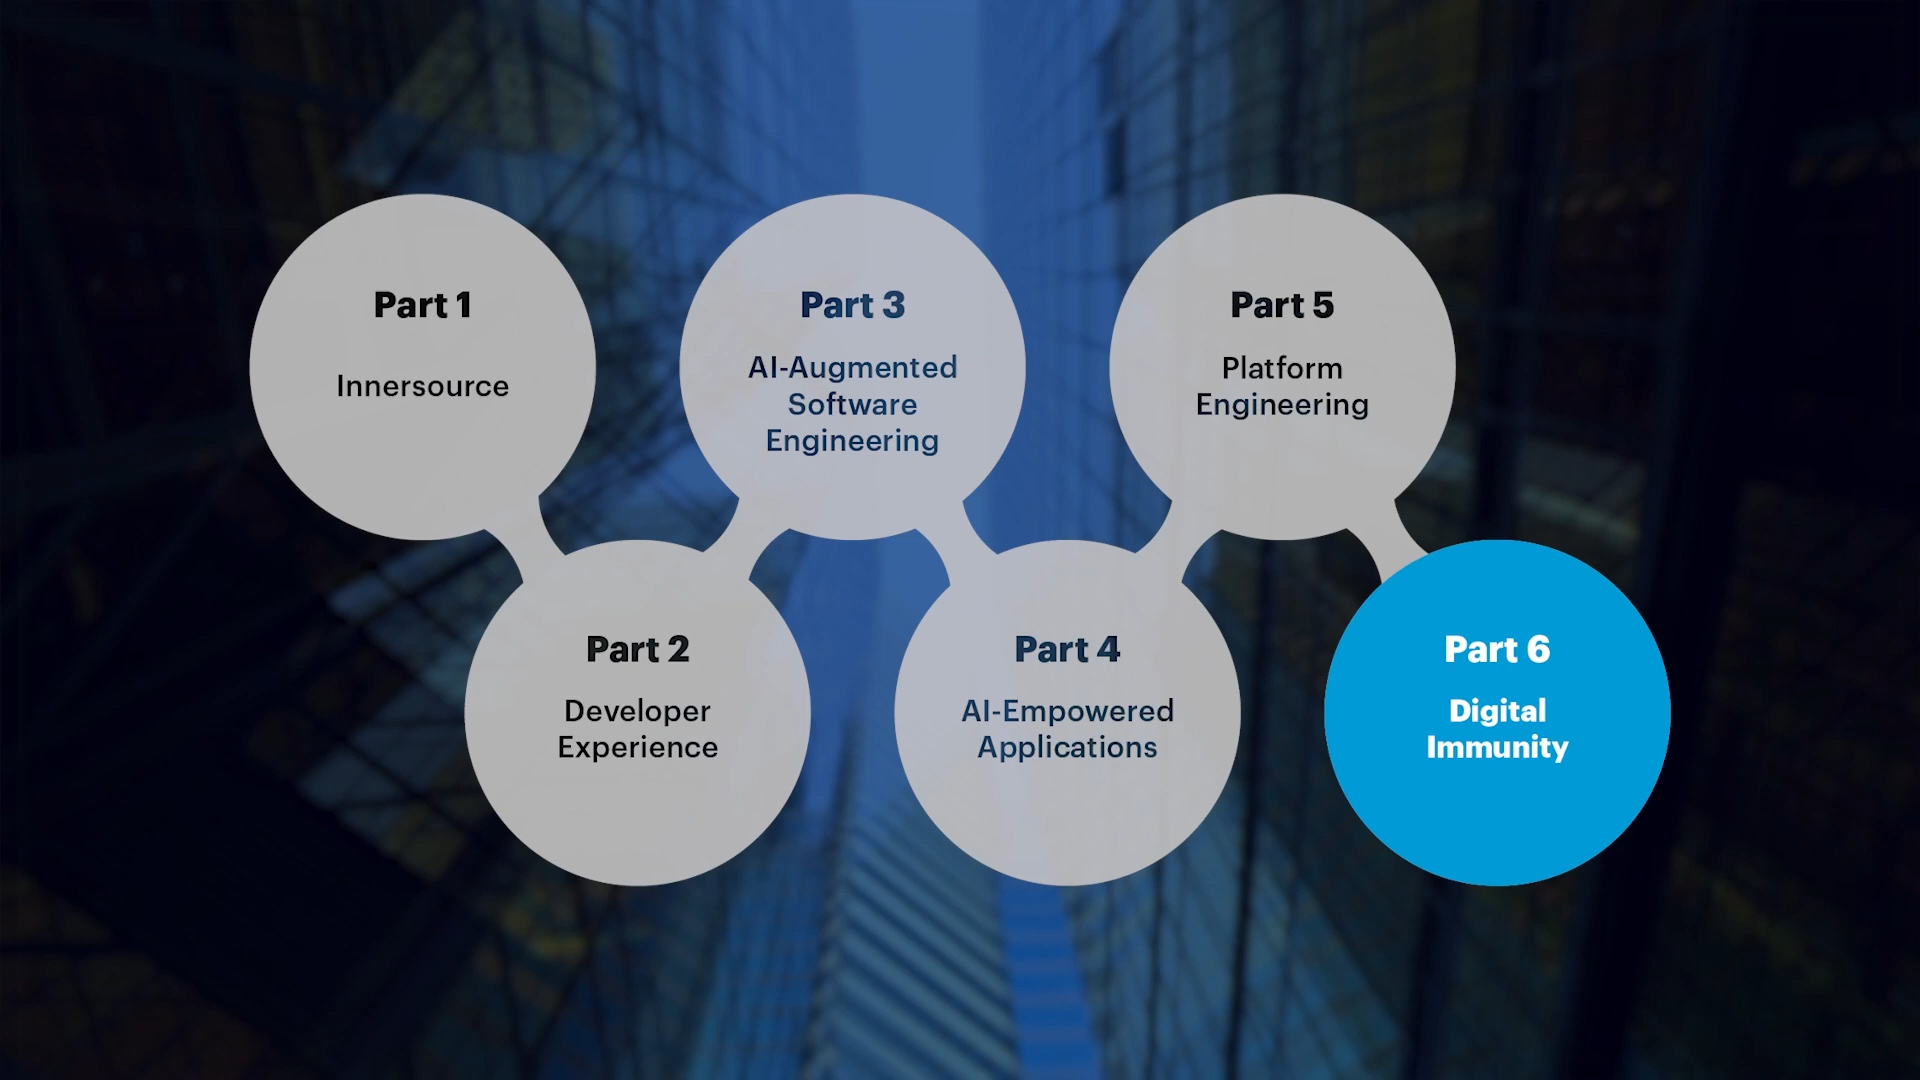 Part 1
Innersource
Part 2
Developer
Experience
Part 3
AI-Augmented
Software
Engineering
Part 4
AI-Empowered
Applications
Part 5
Platform
Engineering
Part 6
Digital
Immunity